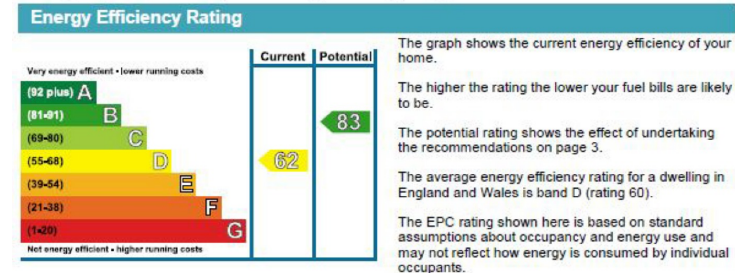 Energy Efficiency Rating
Current Potential
Very energy efficient • lower running costs
(92 plus) A
(81-91) B
83
(69-80) C
(55-68) D
62
(39-54) E
(21-38) F
(1-20) G
Not energy efficient • higher running costs
The graph shows the current energy efficiency of your
home.
The higher the rating the lower your fuel bills are likely
to be.
The potential rating shows the effect of undertaking
the recommendations on page 3.
The average energy efficiency rating for a dwelling in
England and Wales is band D (rating 60).
The EPC rating shown here is based on standard
assumptions about occupancy and energy use and
may not reflect how energy is consumed by individual
occupants.